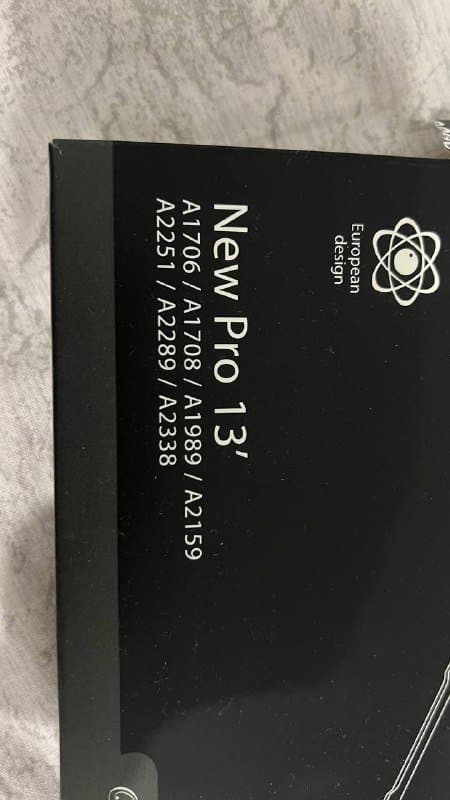 European
design
New Pro 13′
A1706 / A1708 / A1989 / A2159
A2251 / A2289 / A2338